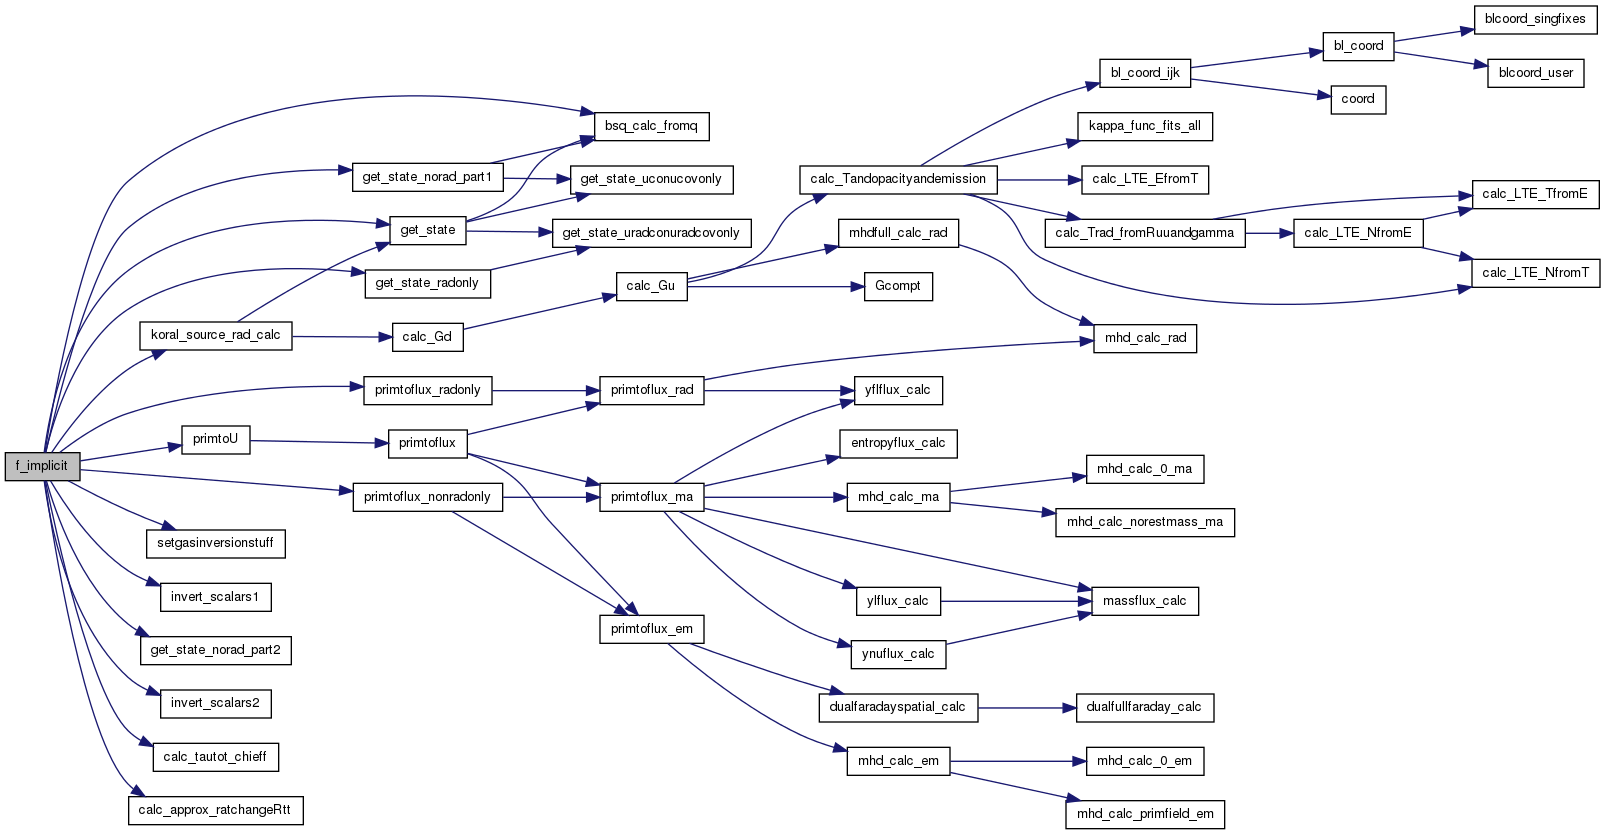 blcoord_singfixes
bl_coord
bl_coord_ijk
blcoord_user
coord
bsq_calc_fromq
kappa_func_fits_all
get_state_norad_part1
get_state_uconucovonly
calc_Tandopacityandemission
calc_LTE_EfromT
calc_LTE_TfromE
get_state
get_state_uradconuradcovonly
mhdfull_calc_rad
calc_Trad_fromRuuandgamma
calc_LTE_NfromE
calc_LTE_NfromT
get_state_radonly
calc_Gu
Gcompt
koral_source_rad_calc
calc_Gd
mhd_calc_rad
primtoflux_radonly
primtoflux_rad
yflflux_calc
primtoU
primtoflux
entropyflux_calc
f_implicit
mhd_calc_0_ma
primtoflux_nonradonly
primtoflux_ma
mhd_calc_ma
mhd_calc_norestmass_ma
setgasinversionstuff
invert_scalars1
ylflux_calc
massflux_calc
primtoflux_em
get_state_norad_part2
ynuflux_calc
invert_scalars2
dualfaradayspatial_calc
dualfullfaraday_calc
calc_tautot_chieff
mhd_calc_em
mhd_calc_0_em
calc_approx_ratchangeRtt
mhd_calc_primfield_em